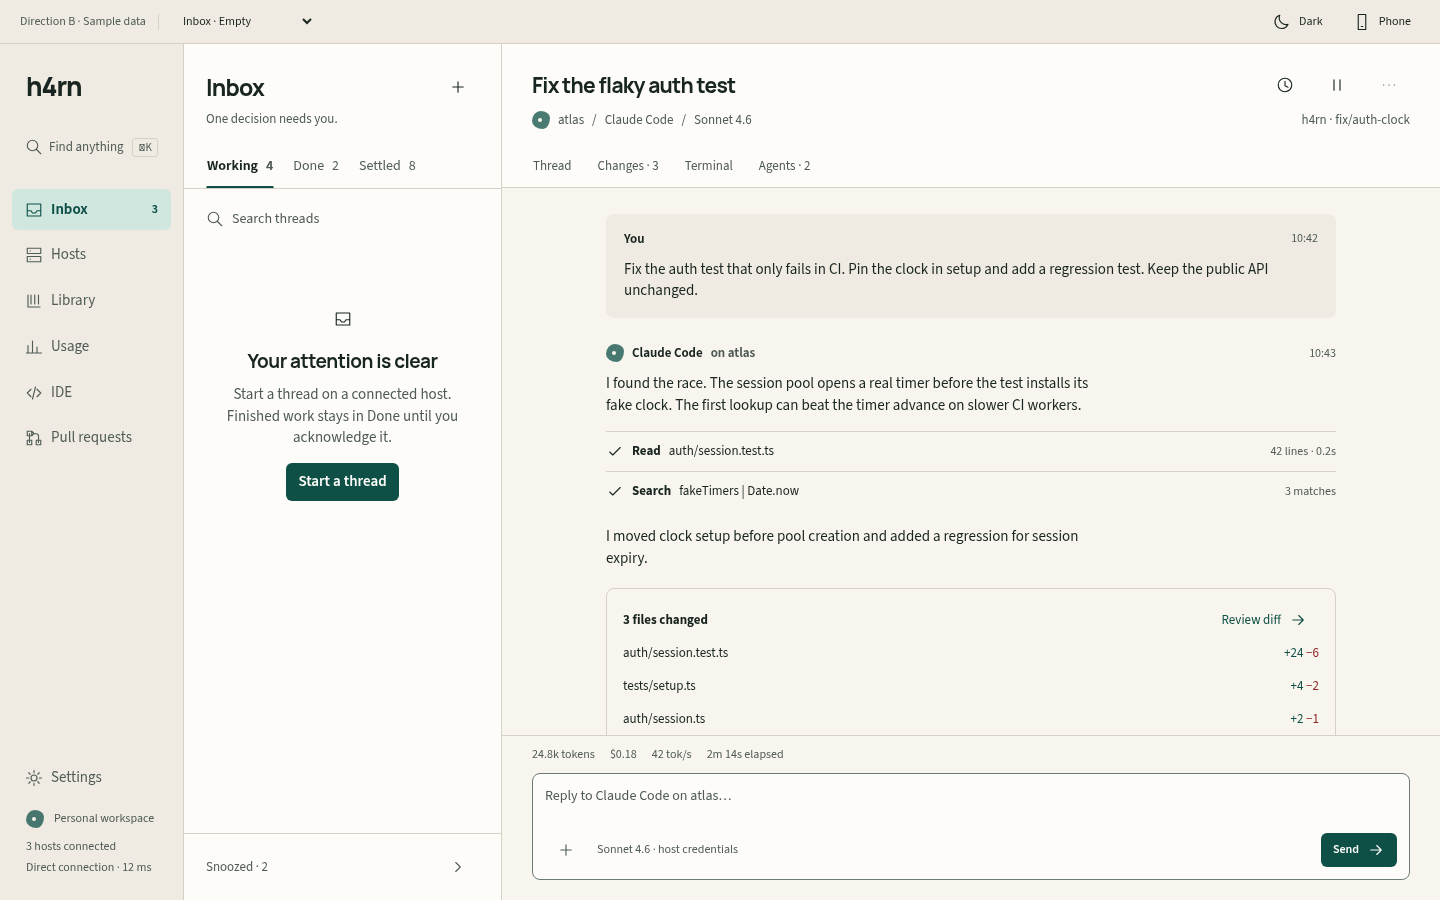 Direction B · Sample data
Inbox · Empty
Dark
Phone
h4rn
Find anything
K
Inbox 3
Hosts
Library
Usage
IDE
Pull requests
Settings
Personal workspace
3 hosts connected
Direct connection · 12 ms
Inbox
One decision needs you.
Working 4 Done 2 Settled 8
Search threads
Your attention is clear
Start a thread on a connected host.
Finished work stays in Done until you
acknowledge it.
Start a thread
Snoozed · 2
Fix the flaky auth test
atlas / Claude Code / Sonnet 4.6
h4rn · fix/auth-clock
Thread Changes · 3 Terminal Agents · 2
You 10:42
Fix the auth test that only fails in CI. Pin the clock in setup and add a regression test. Keep the public API
unchanged.
Claude Code on atlas 10:43
I found the race. The session pool opens a real timer before the test installs its
fake clock. The first lookup can beat the timer advance on slower CI workers.
Read auth/session.test.ts 42 lines · 0.2s
Search fakeTimers | Date.now 3 matches
I moved clock setup before pool creation and added a regression for session
expiry.
3 files changed Review diff
auth/session.test.ts +24 −6
tests/setup.ts +4 −2
auth/session.ts +2 −1
24.8k tokens $0.18 42 tok/s 2m 14s elapsed
Reply to Claude Code on atlas…
Sonnet 4.6 · host credentials
Send